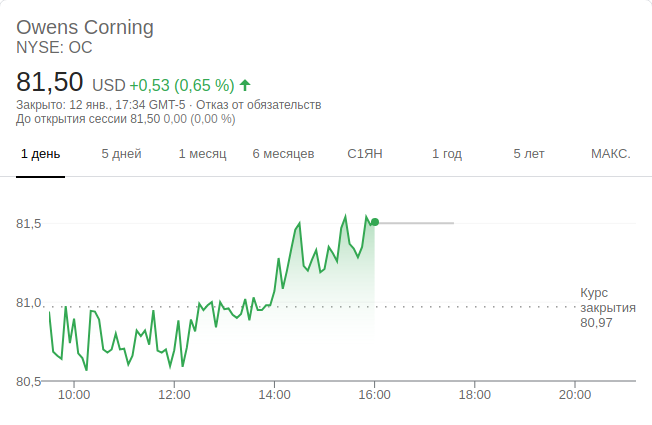 Owens Corning
NYSE: OC
81,50 USD +0,53 (0,65 %)
Закрыто: 12 янв., 17:34 GMT-5 · Отказ от обязательств
До открытия сессии 81,50 0,00 (0,00 %)
1 день 5 дней 1 месяц 6 месяцев С1ЯН 1 год 5 лет МАКС.
81,5
81,0
80,5
Курс
закрытия
80,97
10:00 12:00 14:00 16:00 18:00 20:00